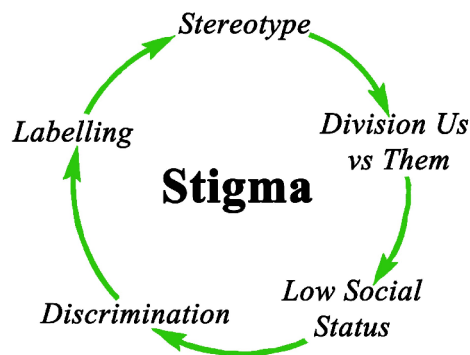 Stereotype
Division Us
vs Them
Low Social
Status
Discrimination
Labelling
Stigma